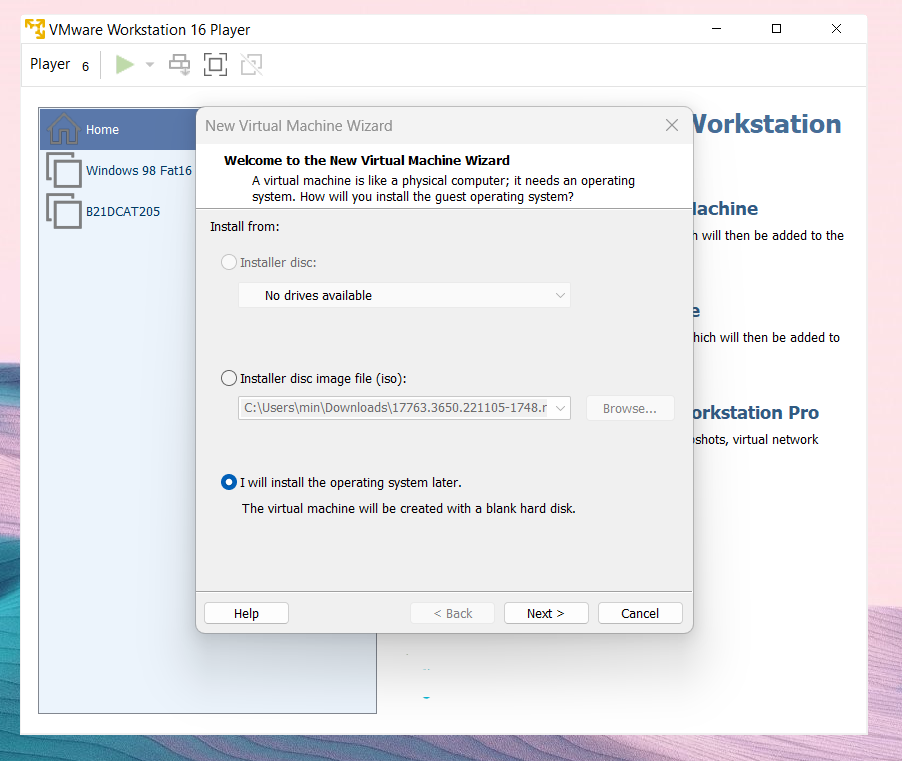 VMware Workstation 16 Player
Player 6
Home
Windows 98 Fat16
B21DCAT205
New Virtual Machine Wizard
Welcome to the New Virtual Machine Wizard
A virtual machine is like a physical computer; it needs an operating
system. How will you install the guest operating system?
Install from:
Installer disc:
No drives available
Installer disc image file (iso):
C:\Users\min\Downloads\17763.3650.221105-1748.r
Browse...
I will install the operating system later.
The virtual machine will be created with a blank hard disk.
Help
< Back
Next >
Cancel
Workstation
Machine
will then be added to the
which will then be added to
Workstation Pro
virtual network